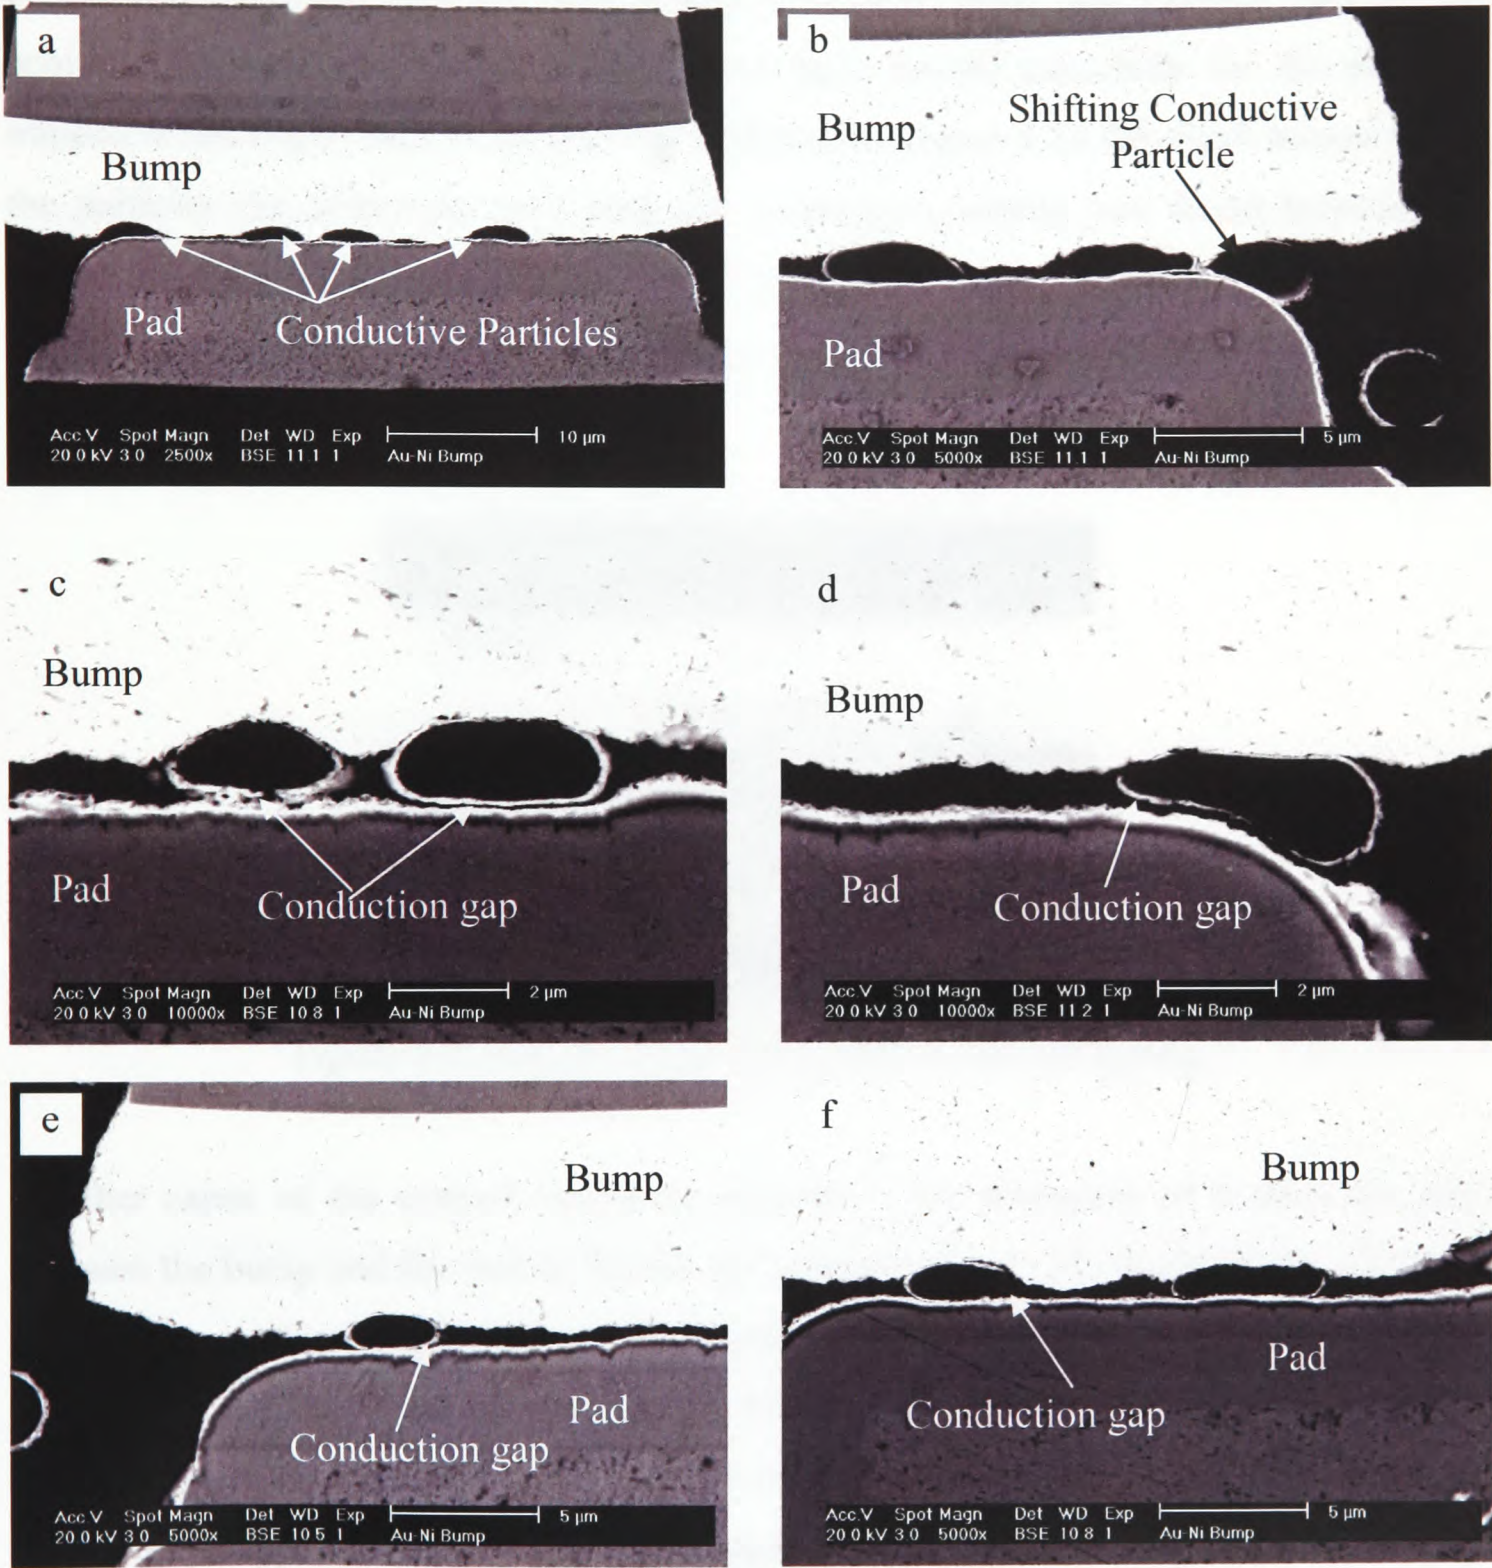 a
Bump
Pad
Conductive Particles
Acc.V Spot Magn Det WD Exp 10 µm
20.0 kV 3.0 2500x BSE 11.1 1 Au-Ni Bump
b
Bump
Shifting Conductive
Particle
Pad
Acc.V Spot Magn Det WD Exp 5 µm
20.0 kV 3.0 5000x BSE 11.1 1 Au-Ni Bump
c
Bump
Pad
Conduction gap
Acc.V Spot Magn Det WD Exp 2 µm
20.0 kV 3.0 10000x BSE 10.8 1 Au-Ni Bump
d
Bump
Pad
Conduction gap
Acc.V Spot Magn Det WD Exp 2 µm
20.0 kV 3.0 10000x BSE 11.2 1 Au-Ni Bump
e
Bump
Pad
Conduction gap
Acc.V Spot Magn Det WD Exp 5 µm
20.0 kV 3.0 5000x BSE 10.5 1 Au-Ni Bump
f
Bump
Pad
Conduction gap
Acc.V Spot Magn Det WD Exp 5 µm
20.0 kV 3.0 5000x BSE 10.8 1 Au-Ni Bump